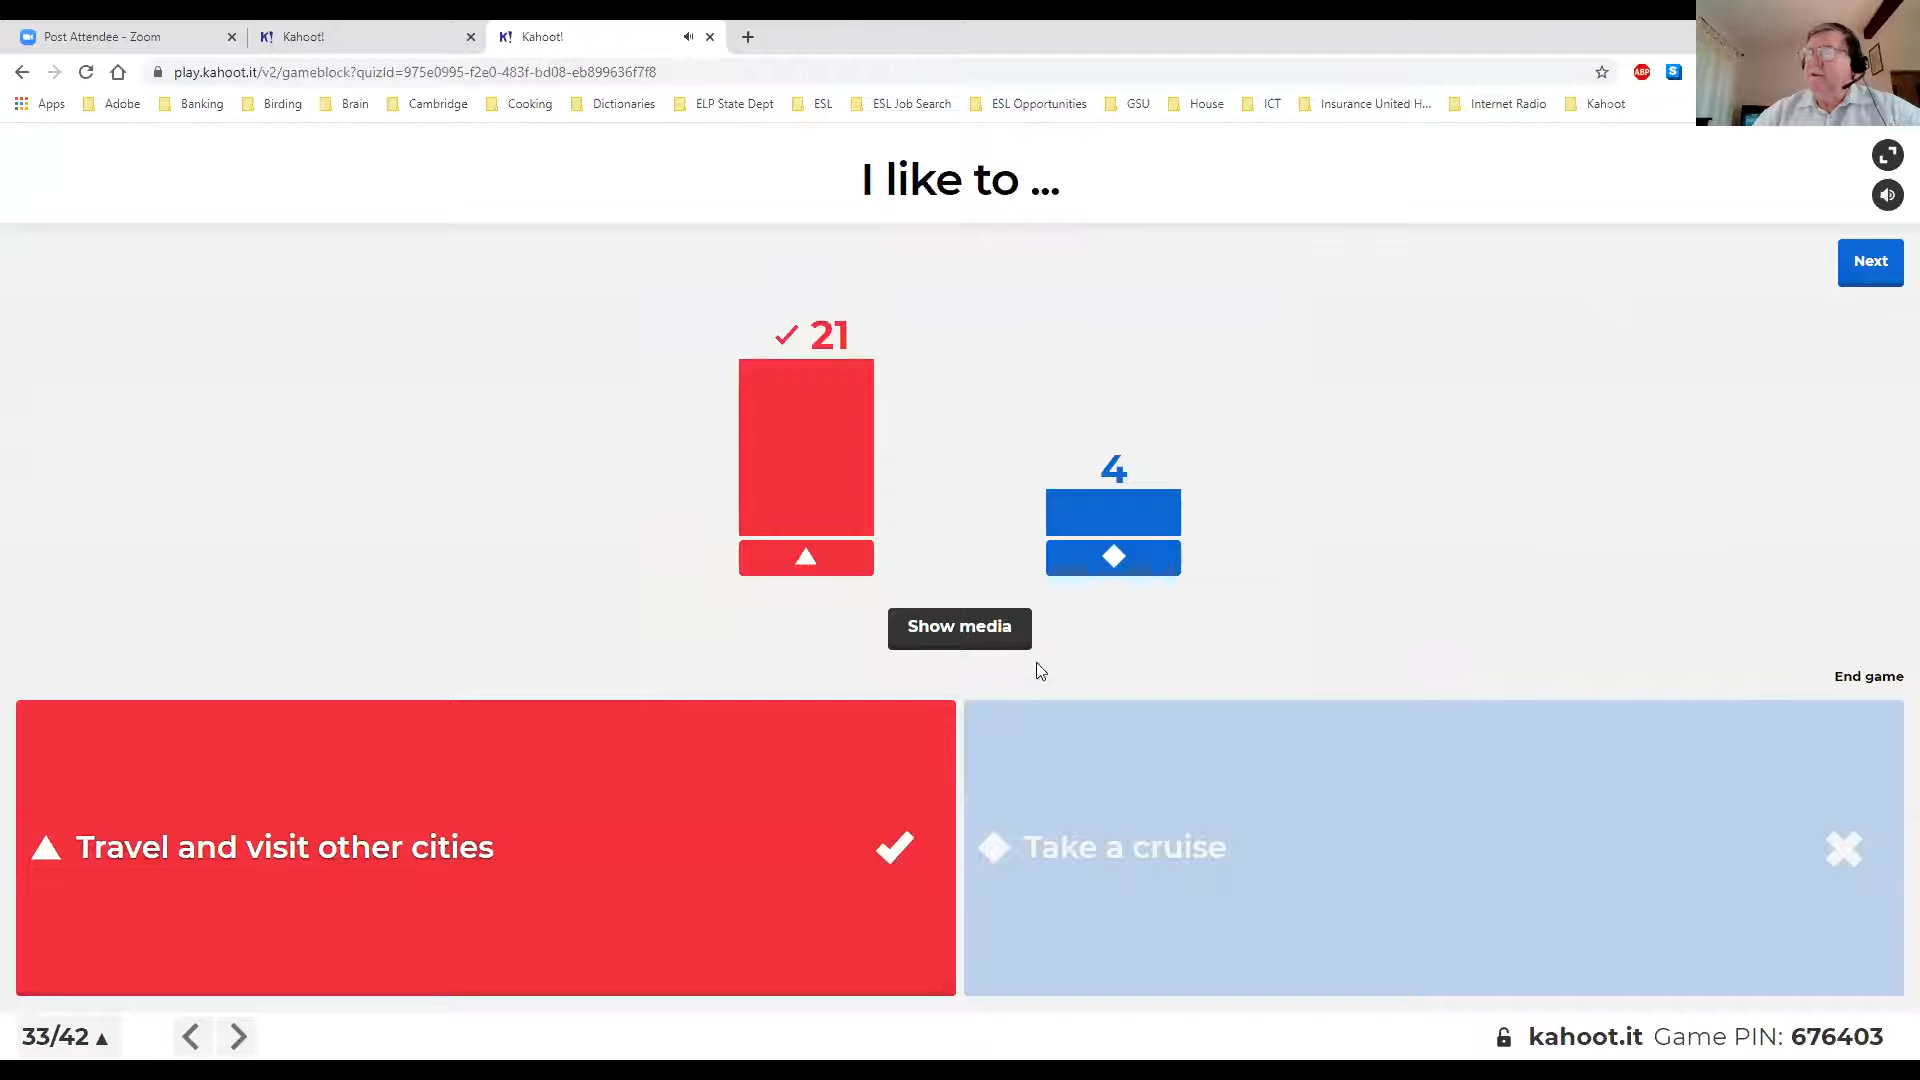 Post Attendee - Zoom
K! Kahoot!
K! Kahoot!
play.kahoot.it/v2/gameblock?quizId=975e0995-f2e0-483f-bd08-eb899636f7f8
ABP
S
Apps Adobe Banking Birding Brain Cambridge Cooking Dictionaries ELP State Dept ESL ESL Job Search ESL Opportunities GSU House ICT Insurance United H... Internet Radio Kahoot
I like to ...
Next
21
4
Show media
End game
Travel and visit other cities
Take a cruise
33/42
kahoot.it Game PIN: 676403